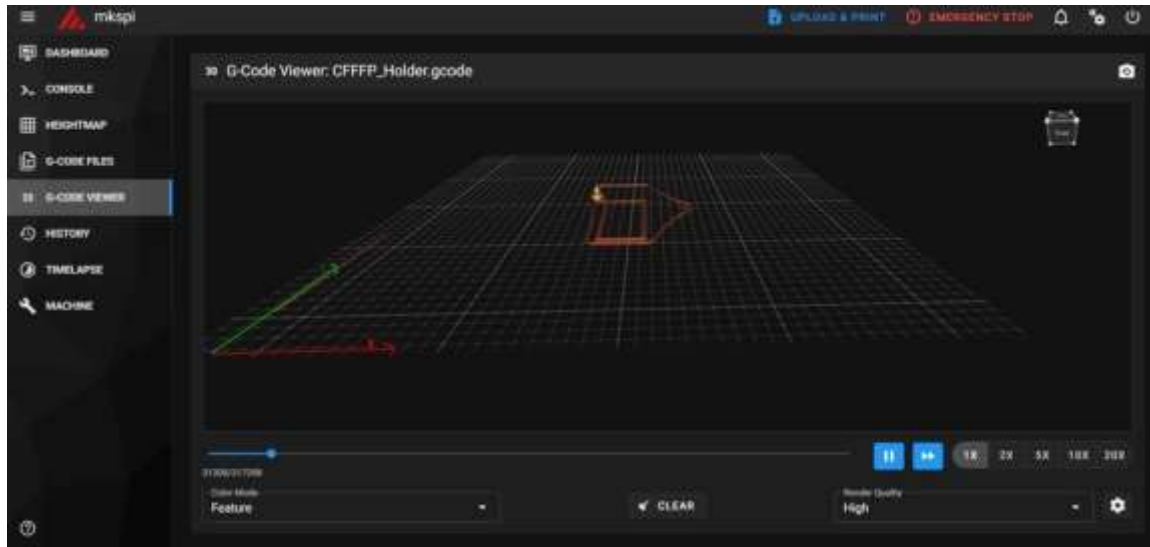 mkspi
UPLOAD & PRINT
EMERGENCY STOP
DASHBOARD
CONSOLE
HEIGHTMAP
G-CODE FILES
G-CODE VIEWER
HISTORY
TIMELAPSE
MACHINE
G-Code Viewer: CFFFP_Holder.gcode
1X 2X 5X 10X 20X
Color Mode
Feature
CLEAR
Render Quality
High